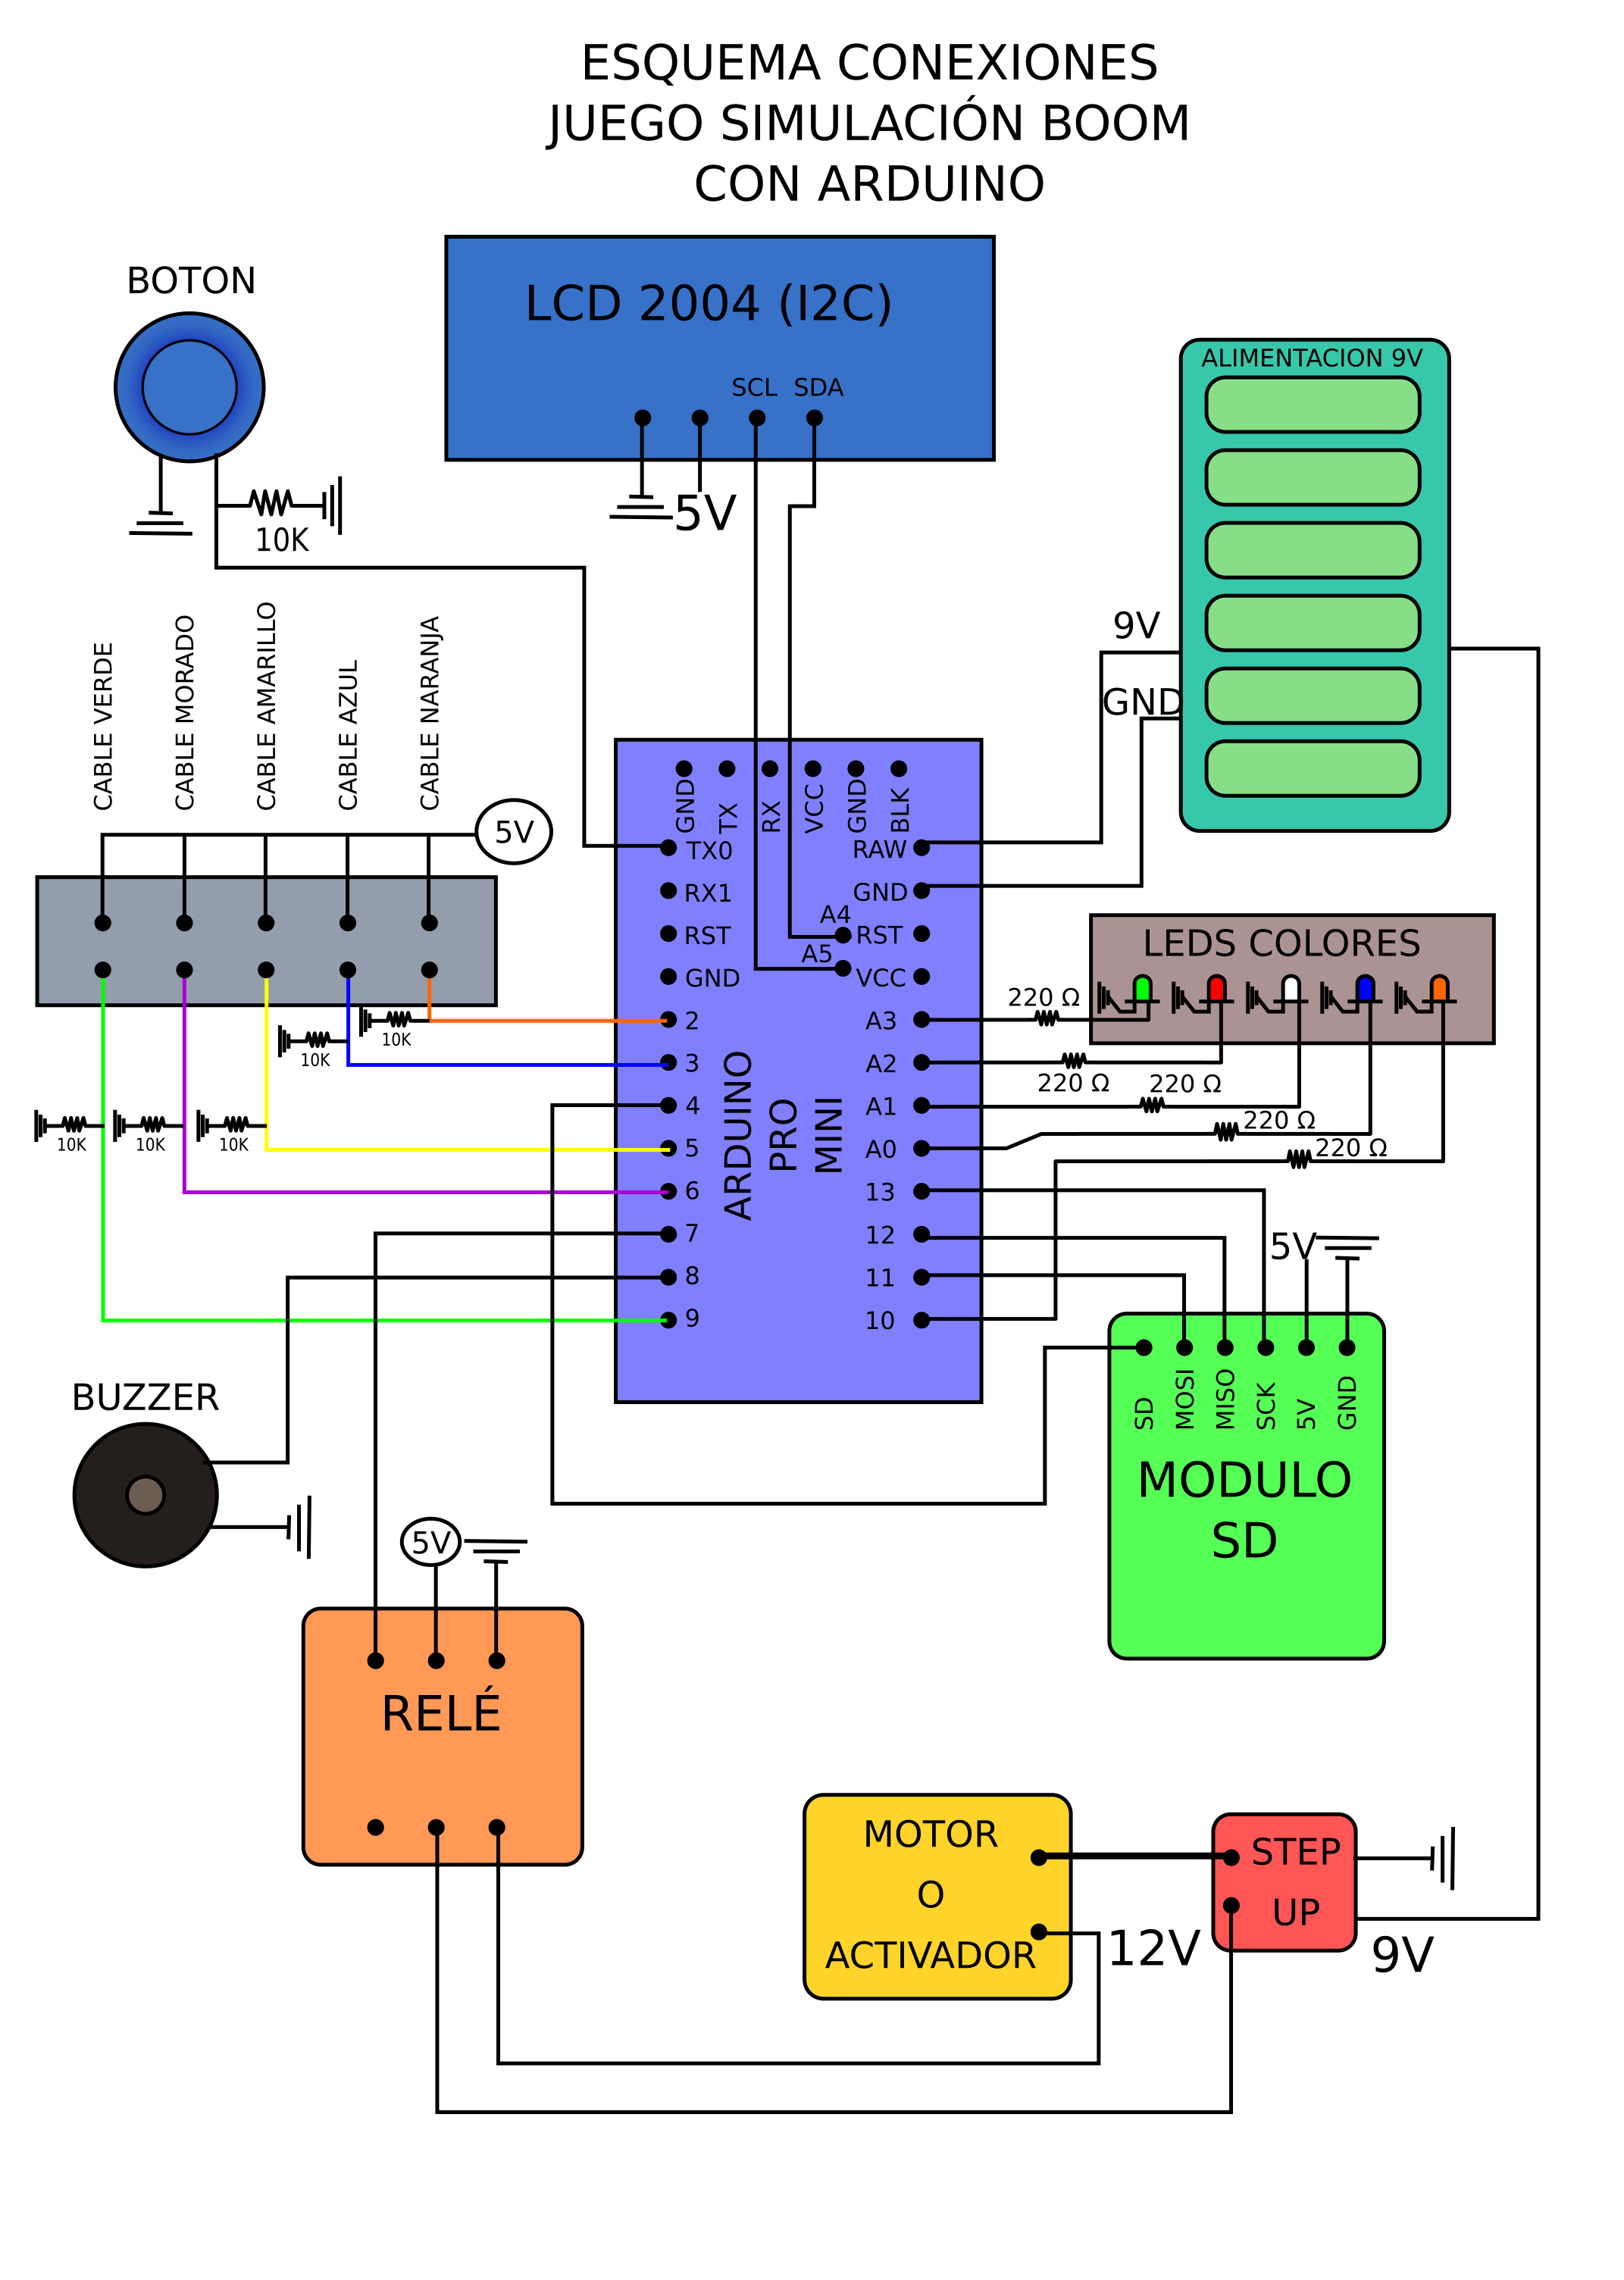 ESQUEMA CONEXIONES
JUEGO SIMULACIÓN BOOM
CON ARDUINO
BOTON
10K
LCD 2004 (I2C)
SCL SDA
5V
ALIMENTACION 9V
9V
GND
CABLE VERDE
CABLE MORADO
CABLE AMARILLO
CABLE AZUL
CABLE NARANJA
5V
10K
10K
10K
10K
10K
GND
TX
RX
VCC
GND
BLK
TX0
RX1
RST
GND
2
3
4
5
6
7
8
9
ARDUINO
PRO
MINI
A4
A5
RAW
GND
RST
VCC
A3
A2
A1
A0
13
12
11
10
LEDS COLORES
220 Ω
220 Ω
220 Ω
220 Ω
220 Ω
5V
SD
MOSI
MISO
SCK
5V
GND
MODULO
SD
BUZZER
5V
RELÉ
MOTOR
O
ACTIVADOR
12V
STEP
UP
9V